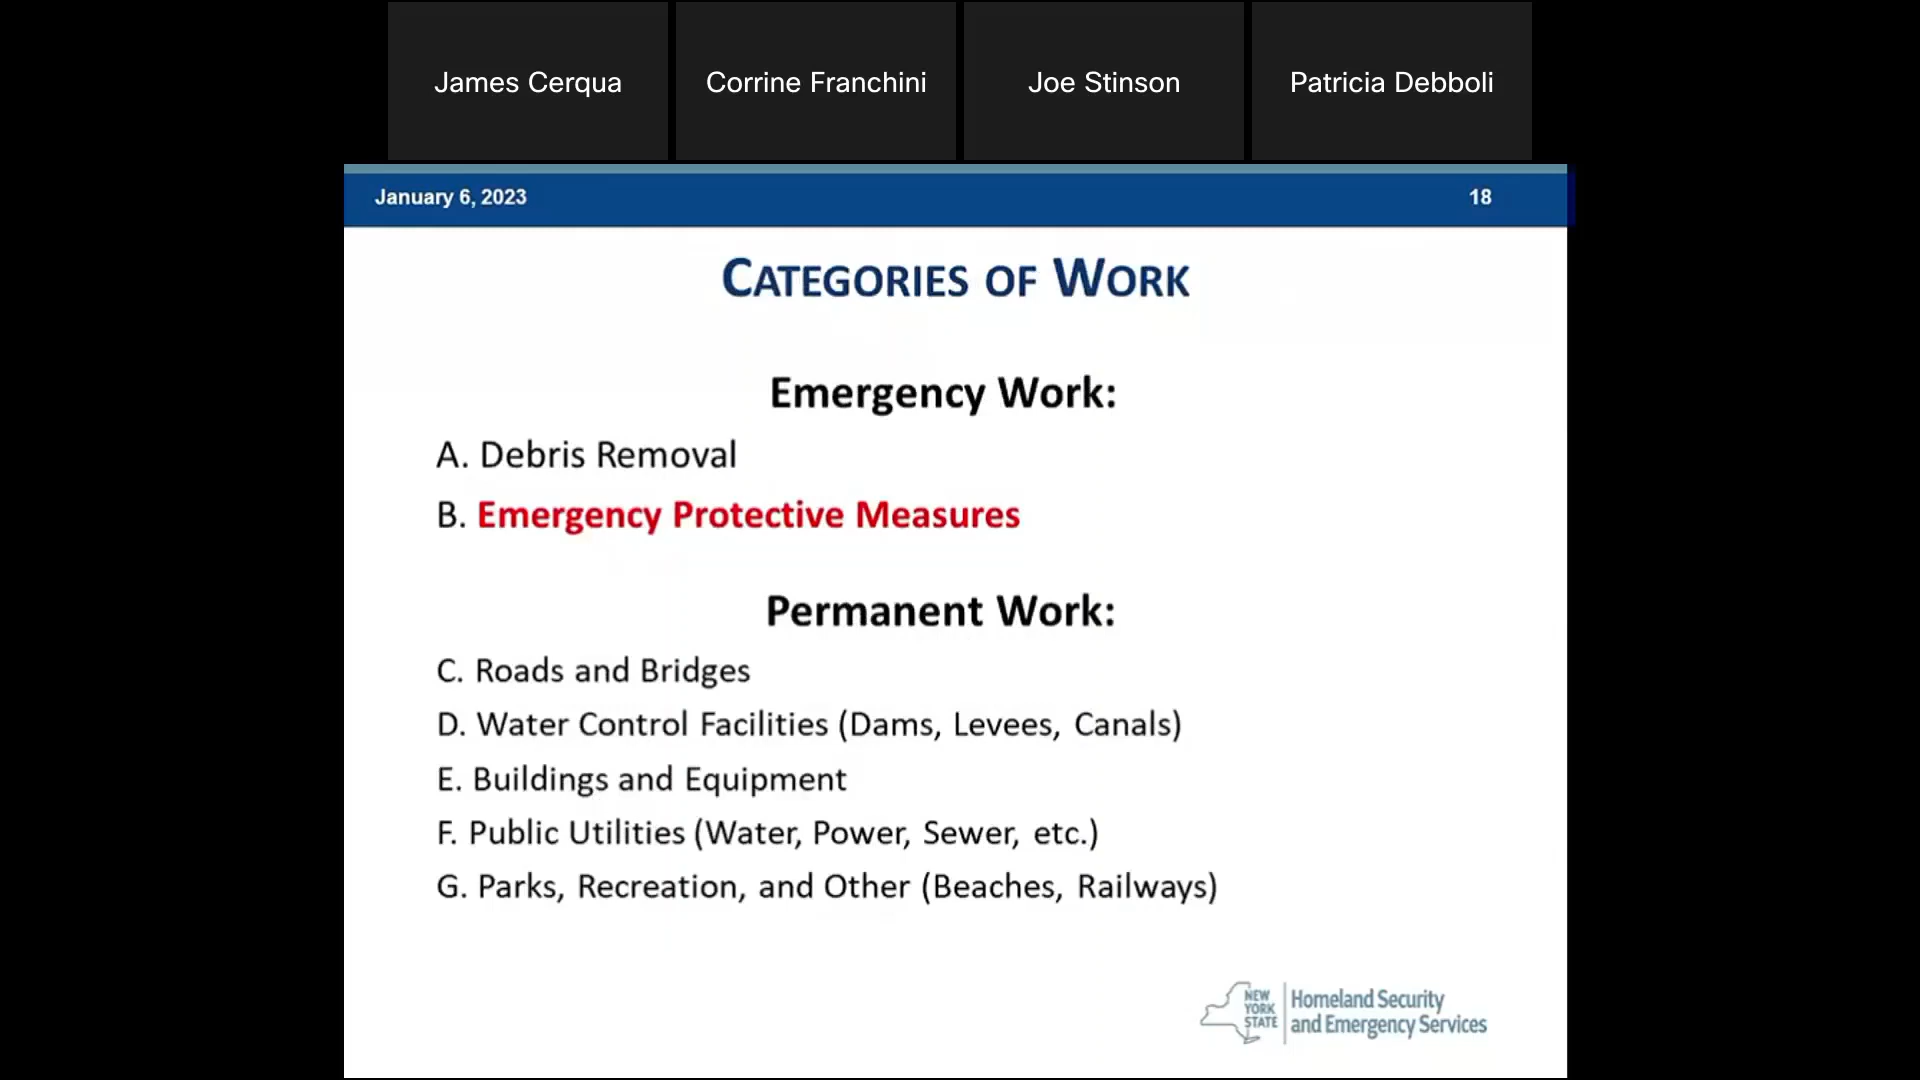 James Cerqua
Corrine Franchini
Joe Stinson
Patricia Debboli
January 6, 2023
18
CATEGORIES OF WORK
Emergency Work:
A. Debris Removal
B. Emergency Protective Measures
Permanent Work:
C. Roads and Bridges
D. Water Control Facilities (Dams, Levees, Canals)
E. Buildings and Equipment
F. Public Utilities (Water, Power, Sewer, etc.)
G. Parks, Recreation, and Other (Beaches, Railways)
NEW
YORK
STATE
Homeland Security
and Emergency Services